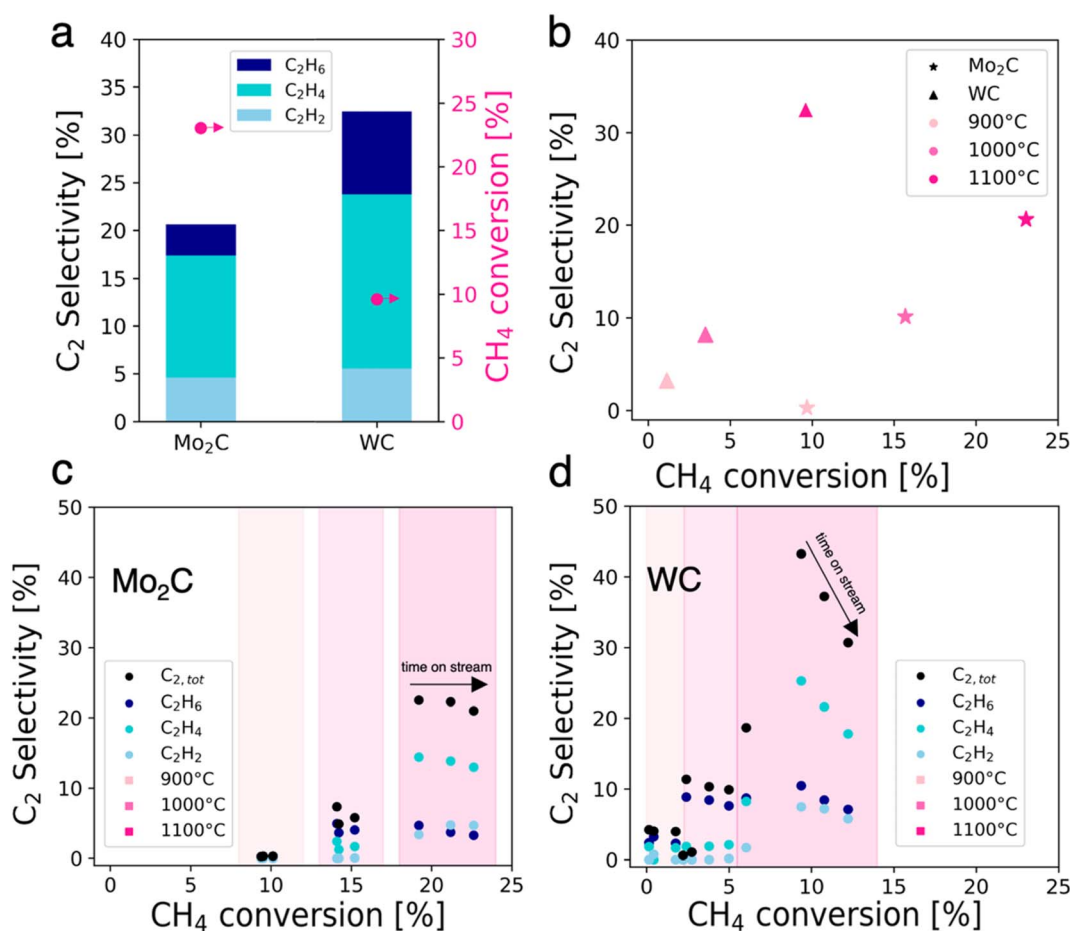 a
40
35
30
25
20
15
10
5
0
C₂ Selectivity [%]
C₂H₆
C₂H₄
C₂H₂
30
25
20
15
10
5
0
CH₄ conversion [%]
Mo₂C
WC
b
40
30
20
10
0
C₂ Selectivity [%]
Mo₂C
WC
900°C
1000°C
1100°C
0
5
10
15
20
25
CH₄ conversion [%]
c
50
40
30
20
10
0
C₂ Selectivity [%]
Mo₂C
time on stream
C₂,tot
C₂H₆
C₂H₄
C₂H₂
900°C
1000°C
1100°C
0
5
10
15
20
25
CH₄ conversion [%]
d
50
40
30
20
10
0
C₂ Selectivity [%]
WC
time on stream
C₂,tot
C₂H₆
C₂H₄
C₂H₂
900°C
1000°C
1100°C
0
5
10
15
20
25
CH₄ conversion [%]